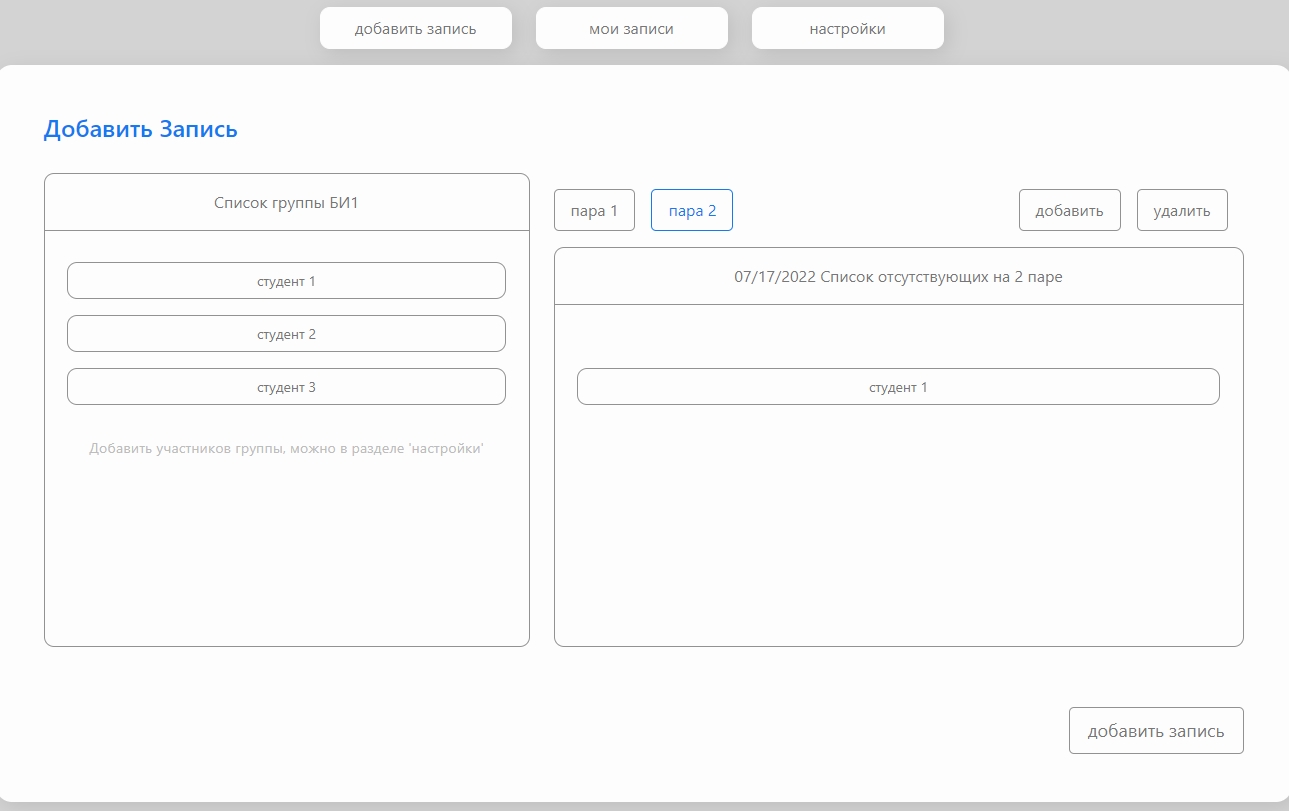 добавить запись
мои записи
настройки
Добавить Запись
Список группы БИ1
студент 1
студент 2
студент 3
Добавить участников группы, можно в разделе 'настройки'
пара 1
пара 2
добавить
удалить
07/17/2022 Список отсутствующих на 2 паре
студент 1
добавить запись